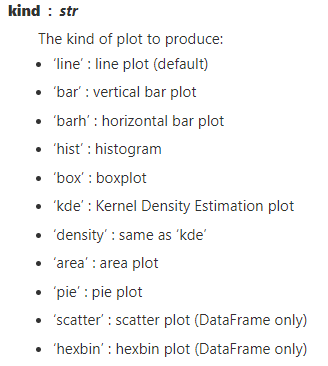 kind : str
The kind of plot to produce:
• ‘line’ : line plot (default)
• ‘bar’ : vertical bar plot
• ‘barh’ : horizontal bar plot
• ‘hist’ : histogram
• ‘box’ : boxplot
• ‘kde’ : Kernel Density Estimation plot
• ‘density’ : same as ‘kde’
• ‘area’ : area plot
• ‘pie’ : pie plot
• ‘scatter’ : scatter plot (DataFrame only)
• ‘hexbin’ : hexbin plot (DataFrame only)